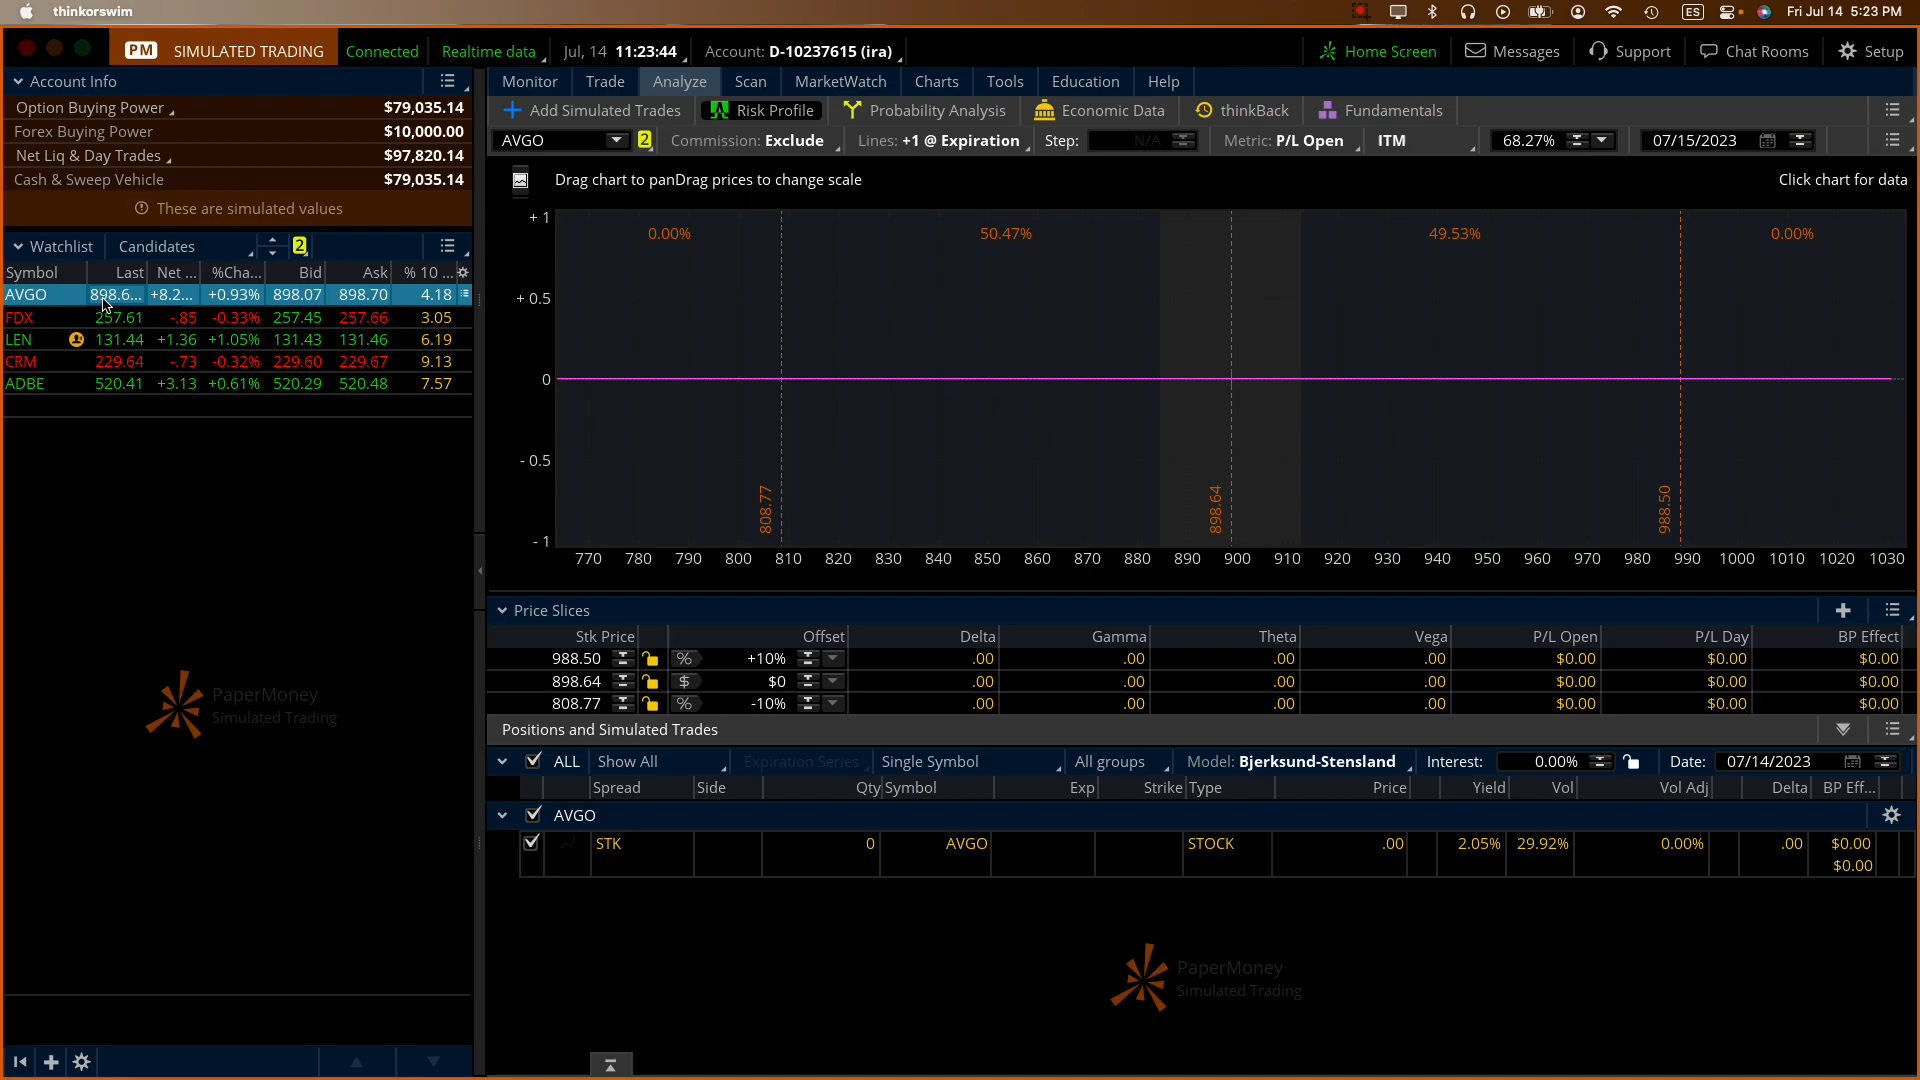 thinkorswim
ES
Fri Jul 14 5:23 PM
PM SIMULATED TRADING Connected Realtime data Jul, 14 11:23:44 Account: D-10237615 (ira)
Home Screen Messages Support Chat Rooms Setup
Account Info
Option Buying Power $79,035.14
Forex Buying Power $10,000.00
Net Liq & Day Trades $97,820.14
Cash & Sweep Vehicle $79,035.14
These are simulated values
Watchlist Candidates 2
Symbol Last Net ... %Cha... Bid Ask % 10 ...
AVGO 898.6... +8.2... +0.93% 898.07 898.70 4.18
FDX 257.61 -.85 -0.33% 257.45 257.66 3.05
LEN 131.44 +1.36 +1.05% 131.43 131.46 6.19
CRM 229.64 -.73 -0.32% 229.60 229.67 9.13
ADBE 520.41 +3.13 +0.61% 520.29 520.48 7.57
PaperMoney
Simulated Trading
Monitor Trade Analyze Scan MarketWatch Charts Tools Education Help
Add Simulated Trades Risk Profile Probability Analysis Economic Data thinkBack Fundamentals
AVGO 2 Commission: Exclude Lines: +1 @ Expiration Step: N/A Metric: P/L Open ITM 68.27% 07/15/2023
Drag chart to panDrag prices to change scale Click chart for data
+ 1
0.00% 50.47% 49.53% 0.00%
+ 0.5
0
- 0.5
808.77 898.64 988.50
- 1
770 780 790 800 810 820 830 840 850 860 870 880 890 900 910 920 930 940 950 960 970 980 990 1000 1010 1020 1030
Price Slices
Stk Price Offset Delta Gamma Theta Vega P/L Open P/L Day BP Effect
988.50 % +10% .00 .00 .00 .00 $0.00 $0.00 $0.00
898.64 $ $0 .00 .00 .00 .00 $0.00 $0.00 $0.00
808.77 % -10% .00 .00 .00 .00 $0.00 $0.00 $0.00
Positions and Simulated Trades
ALL Show All Expiration Series Single Symbol All groups Model: Bjerksund-Stensland Interest: 0.00% Date: 07/14/2023
Spread Side Qty Symbol Exp Strike Type Price Yield Vol Vol Adj Delta BP Eff...
AVGO
STK 0 AVGO STOCK .00 2.05% 29.92% 0.00% .00 $0.00
$0.00
PaperMoney
Simulated Trading